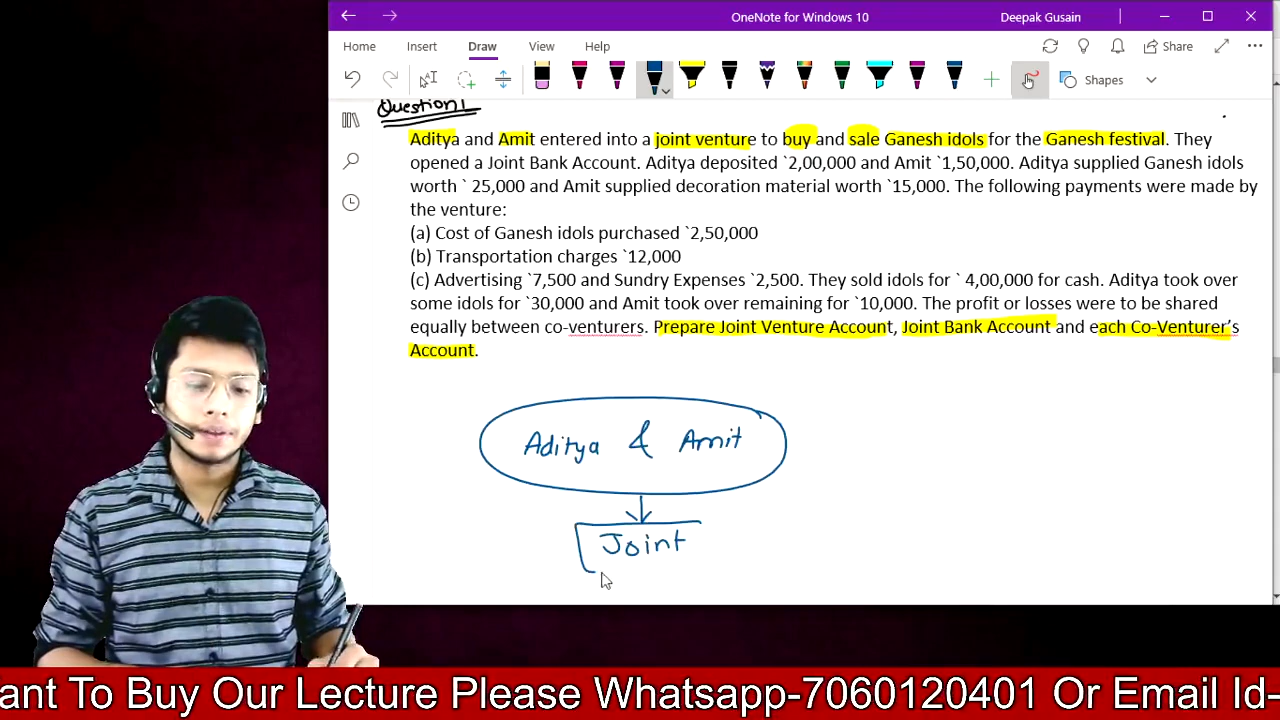 OneNote for Windows 10
Deepak Gusain
Home Insert Draw View Help
Share
Shapes
Question 1
Aditya and Amit entered into a joint venture to buy and sale Ganesh idols for the Ganesh festival. They
opened a Joint Bank Account. Aditya deposited `2,00,000 and Amit `1,50,000. Aditya supplied Ganesh idols
worth ` 25,000 and Amit supplied decoration material worth `15,000. The following payments were made by
the venture:
(a) Cost of Ganesh idols purchased `2,50,000
(b) Transportation charges `12,000
(c) Advertising `7,500 and Sundry Expenses `2,500. They sold idols for ` 4,00,000 for cash. Aditya took over
some idols for `30,000 and Amit took over remaining for `10,000. The profit or losses were to be shared
equally between co-venturers. Prepare Joint Venture Account, Joint Bank Account and each Co-Venturer's
Account.
Aditya & Amit
Joint
ant To Buy Our Lecture Please Whatsapp-7060120401 Or Email Id-